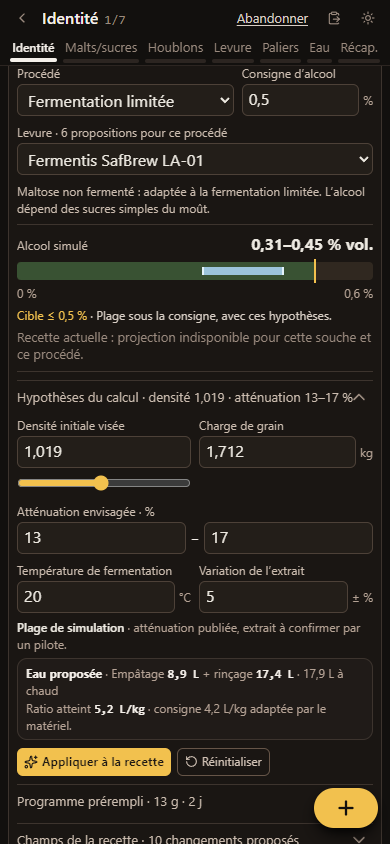 Identité 1/7
Abandonner
Identité Malts/sucres Houblons Levure Paliers Eau Récap.
Procédé
Consigne d'alcool
Fermentation limitée
0,5 %
Levure · 6 propositions pour ce procédé
Fermentis SafBrew LA-01
Maltose non fermenté : adaptée à la fermentation limitée. L'alcool
dépend des sucres simples du moût.
Alcool simulé
0,31–0,45 % vol.
0 %
0,6 %
Cible ≤ 0,5 % · Plage sous la consigne, avec ces hypothèses.
Recette actuelle : projection indisponible pour cette souche et
ce procédé.
Hypothèses du calcul · densité 1,019 · atténuation 13–17 %
Densité initiale visée
Charge de grain
1,019
1,712 kg
Atténuation envisagée · %
13 – 17
Température de fermentation
Variation de l'extrait
20 °C
5 ± %
Plage de simulation · atténuation publiée, extrait à confirmer par
un pilote.
Eau proposée · Empâtage 8,9 L + rinçage 17,4 L · 17,9 L à
chaud
Ratio atteint 5,2 L/kg · consigne 4,2 L/kg adaptée par le
matériel.
Appliquer à la recette
Réinitialiser
Programme prérempli · 13 g · 2 j
Champs de la recette · 10 changements proposés